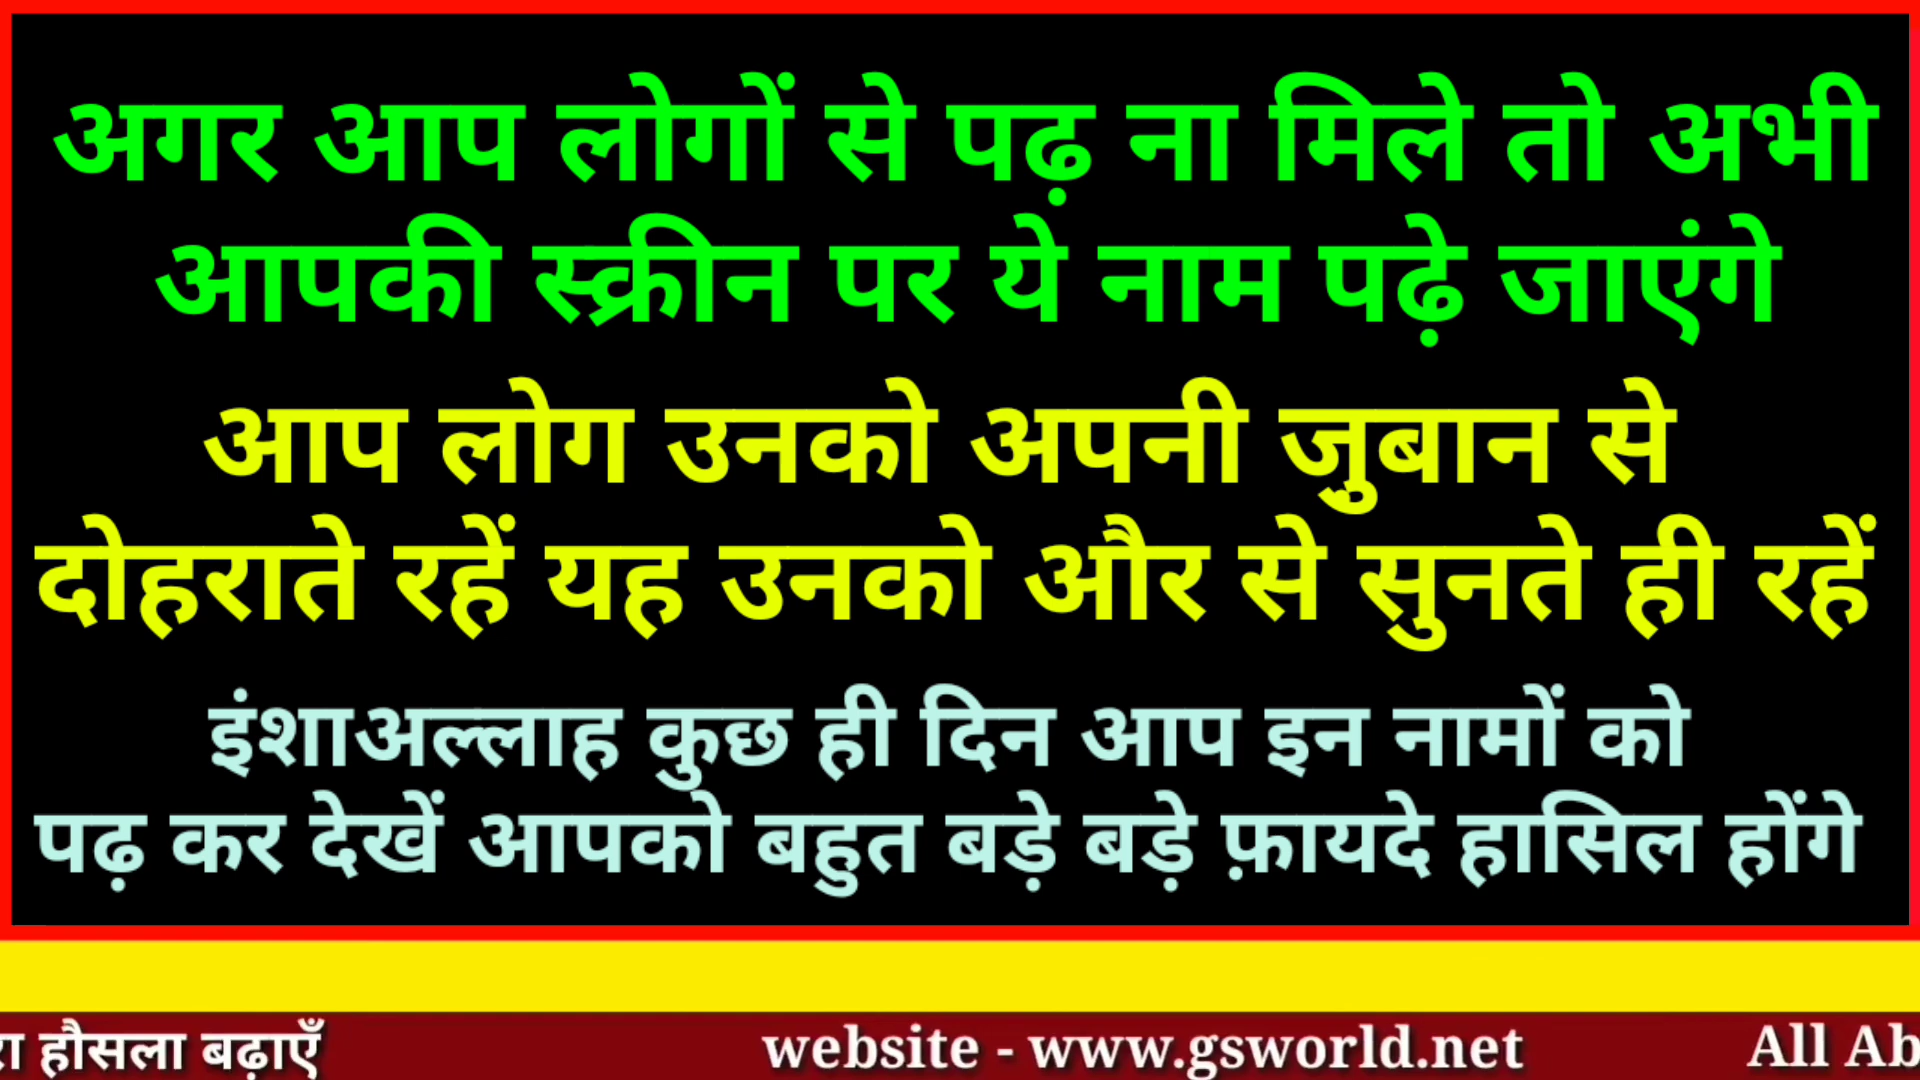 अगर आप लोगों से पढ़ ना मिले तो अभी
आपकी स्क्रीन पर ये नाम पढ़े जाएंगे
आप लोग उनको अपनी जुबान से
दोहराते रहें यह उनको और से सुनते ही रहें
इंशाअल्लाह कुछ ही दिन आप इन नामों को
पढ़ कर देखें आपको बहुत बड़े बड़े फ़ायदे हासिल होंगे
रा हौसला बढ़ाएँ website - www.gsworld.net All Ab